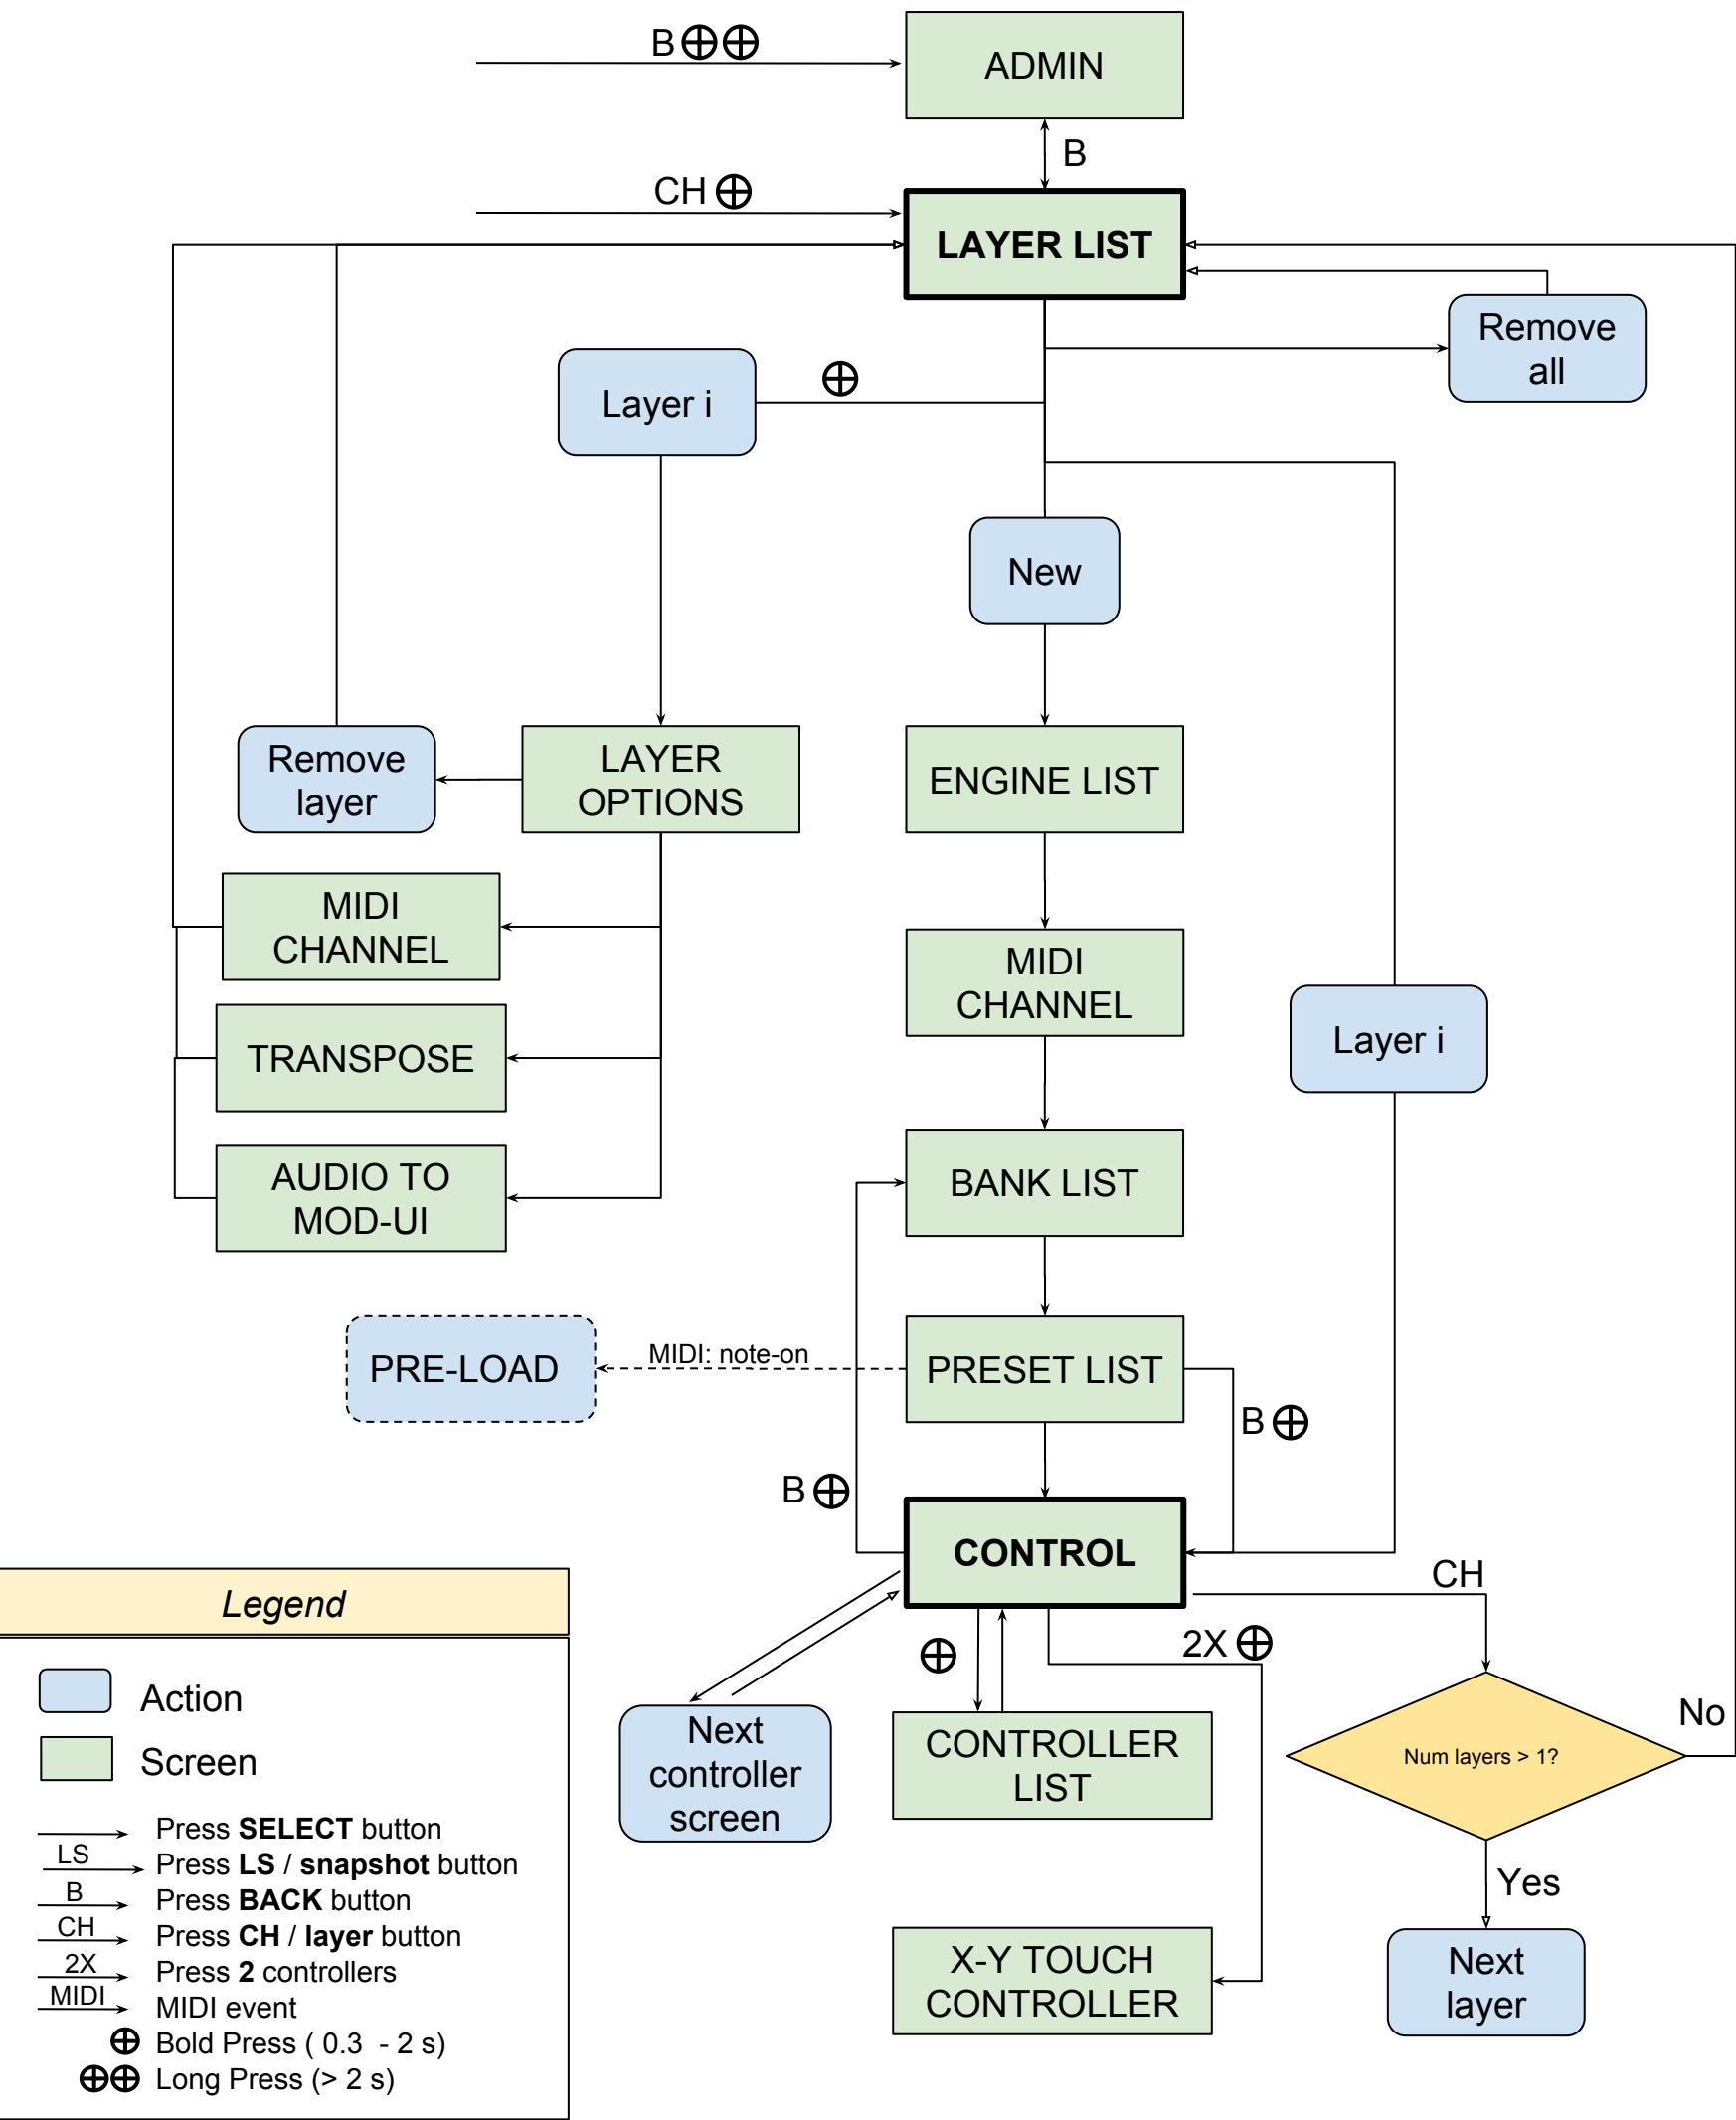 B ⊕⊕
ADMIN
B
CH ⊕
LAYER LIST
Remove
all
Layer i
⊕
New
Remove
layer
LAYER
OPTIONS
ENGINE LIST
MIDI
CHANNEL
MIDI
CHANNEL
Layer i
TRANSPOSE
AUDIO TO
MOD-UI
BANK LIST
PRE-LOAD
MIDI: note-on
PRESET LIST
B ⊕
B ⊕
CONTROL
CH
2X ⊕
⊕
Next
controller
screen
CONTROLLER
LIST
Num layers > 1?
No
Yes
X-Y TOUCH
CONTROLLER
Next
layer
Legend
Action
Screen
Press SELECT button
LS Press LS / snapshot button
B Press BACK button
CH Press CH / layer button
2X Press 2 controllers
MIDI MIDI event
⊕ Bold Press ( 0.3 - 2 s)
⊕⊕ Long Press (> 2 s)